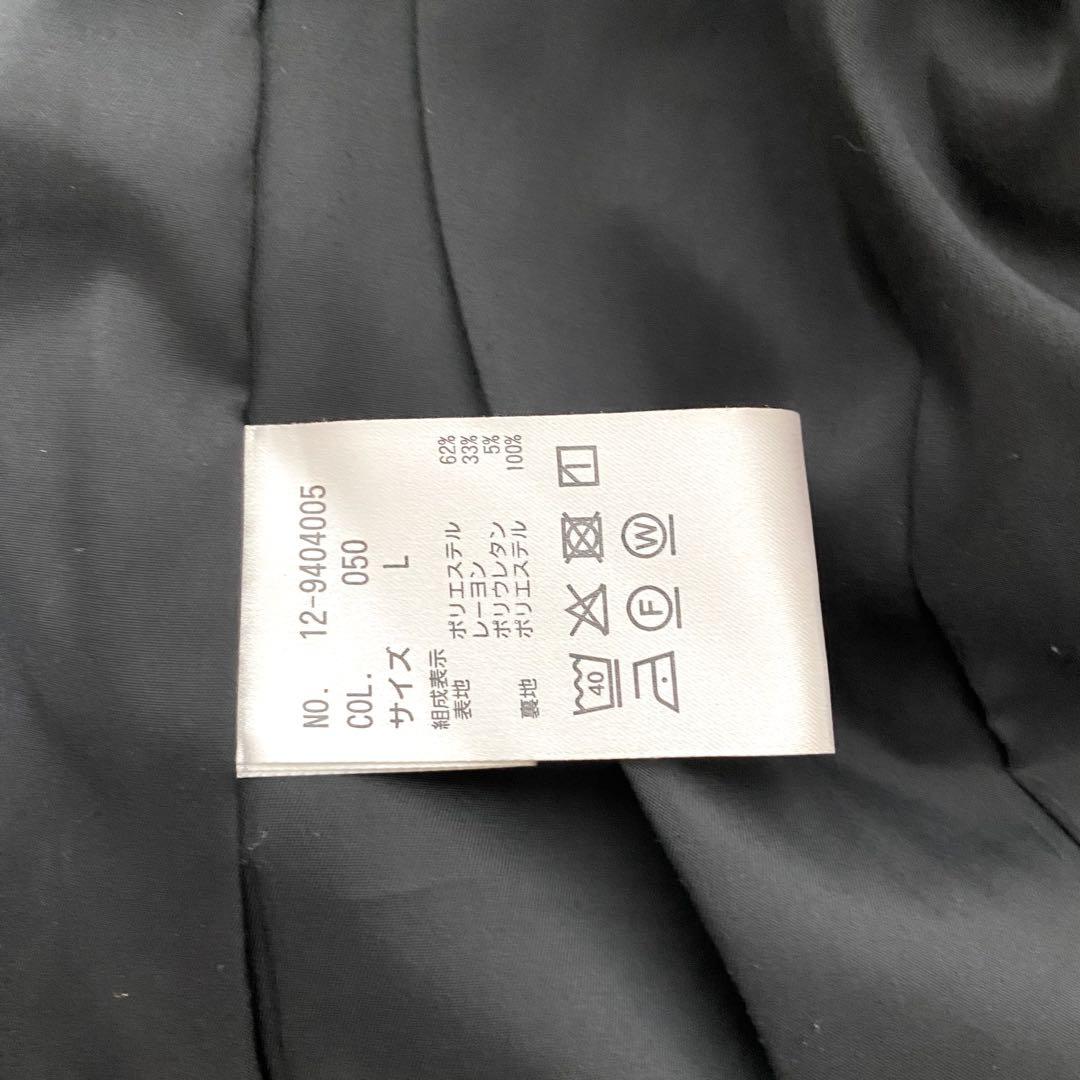 NO. 12-9404005
COL. 050
サイズ L
組成表示
表地 ポリエステル 62%
レーヨン 33%
ポリウレタン 5%
裏地 ポリエステル 100%
40
F W